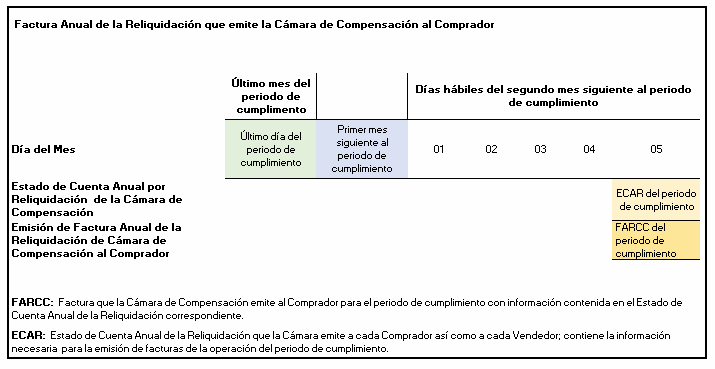 Factura Anual de la Reliquidación que emite la Cámara de Compensación al Comprador
Último mes del
periodo de
cumplimento
Días hábiles del segundo mes siguiente al periodo
de cumplimiento
Día del Mes
Último día del
periodo de
cumplimiento
Primer mes
siguiente al
periodo de
cumplimiento
01 02 03 04 05
Estado de Cuenta Anual por
Reliquidación de la Cámara de
Compensación
ECAR del periodo
de cumplimiento
Emisión de Factura Anual de la
Reliquidación de Cámara de
Compensación al Comprador
FARCC del
periodo de
cumplimiento
FARCC: Factura que la Cámara de Compensación emite al Comprador para el periodo de cumplimiento con información contenida en el Estado de
Cuenta Anual de la Reliquidación correspondiente.
ECAR: Estado de Cuenta Anual de la Reliquidación que la Cámara emite a cada Comprador así como a cada Vendedor; contiene la información
necesaria para la emisión de facturas de la operación del periodo de cumplimiento.